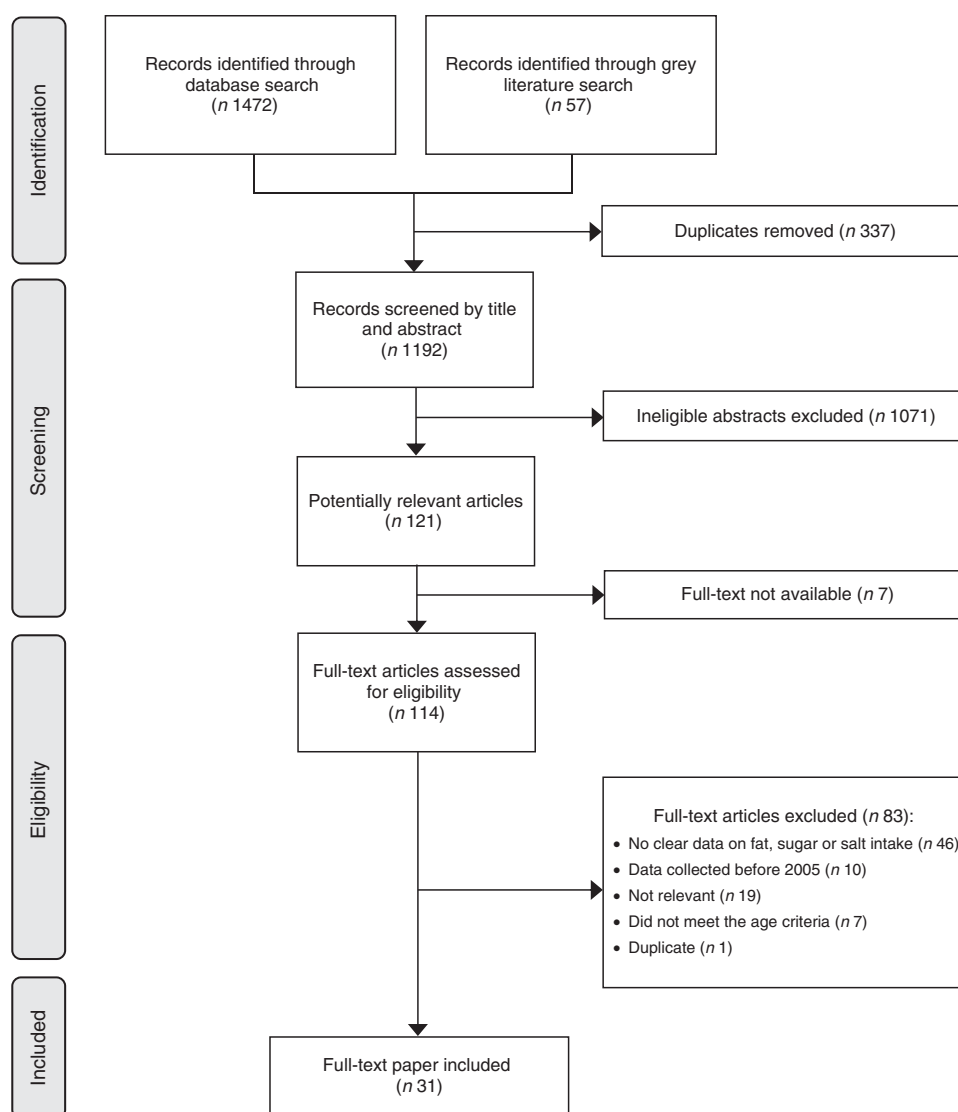 Identification
Records identified through
database search
(n 1472)
Records identified through grey
literature search
(n 57)
Duplicates removed (n 337)
Screening
Records screened by title
and abstract
(n 1192)
Ineligible abstracts excluded (n 1071)
Potentially relevant articles
(n 121)
Full-text not available (n 7)
Eligibility
Full-text articles assessed
for eligibility
(n 114)
Full-text articles excluded (n 83):
• No clear data on fat, sugar or salt intake (n 46)
• Data collected before 2005 (n 10)
• Not relevant (n 19)
• Did not meet the age criteria (n 7)
• Duplicate (n 1)
Included
Full-text paper included
(n 31)